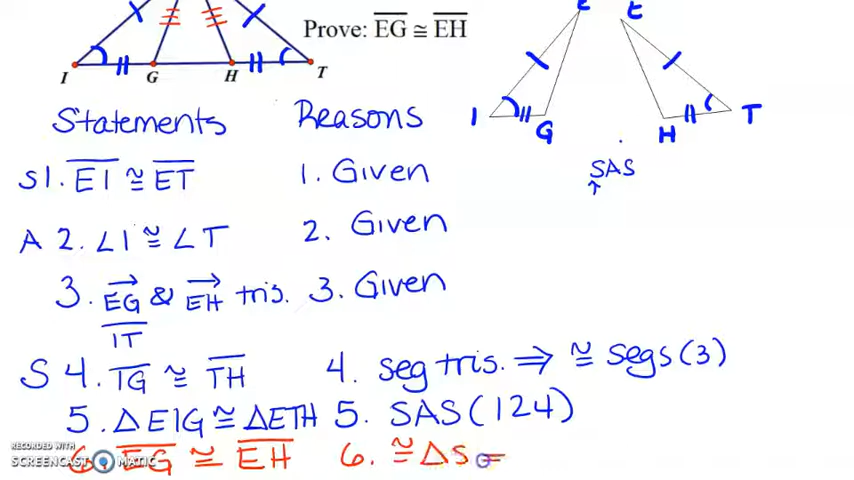 E E
Prove: EG ≅ EH
I G H T
I G H T
SAS
↑
Statements Reasons
S1. EI ≅ ET 1. Given
A 2. ∠I ≅ ∠T 2. Given
3. EG & EH tris. 3. Given
IT
S 4. TG ≅ TH 4. seg tris. ⇒ ≅ segs (3)
5. △EIG ≅ △ETH 5. SAS (124)
6. EG ≅ EH 6. ≅ △s =
RECORDED WITH
SCREENCAST MATIC